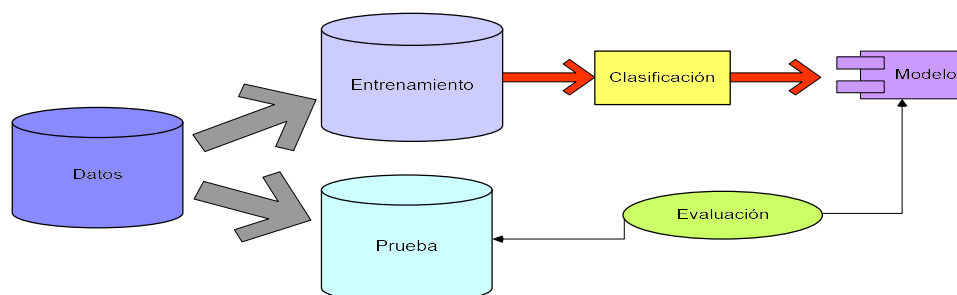 Datos
Entrenamiento
Clasificación
Modelo
Prueba
Evaluación